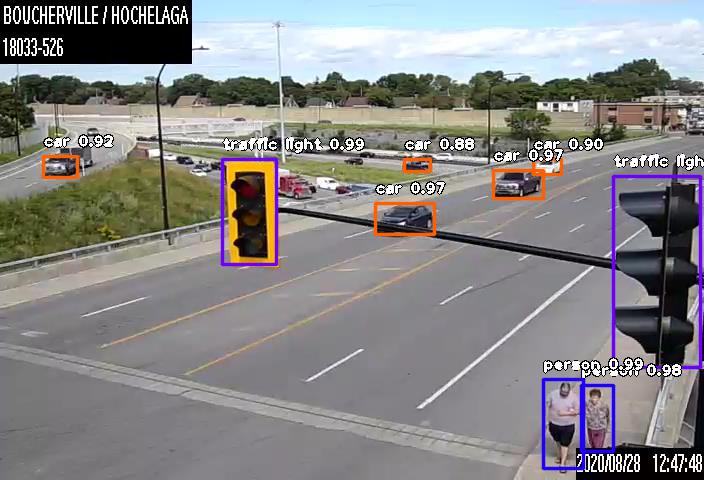 BOUCHERVILLE / HOCHELAGA
18033-526
car 0.92
traffic light 0.99
car 0.88
car 0.90
car 0.97
car 0.97
traffic ligh
person 0.99
person 0.98
2020/08/28 12:47:48